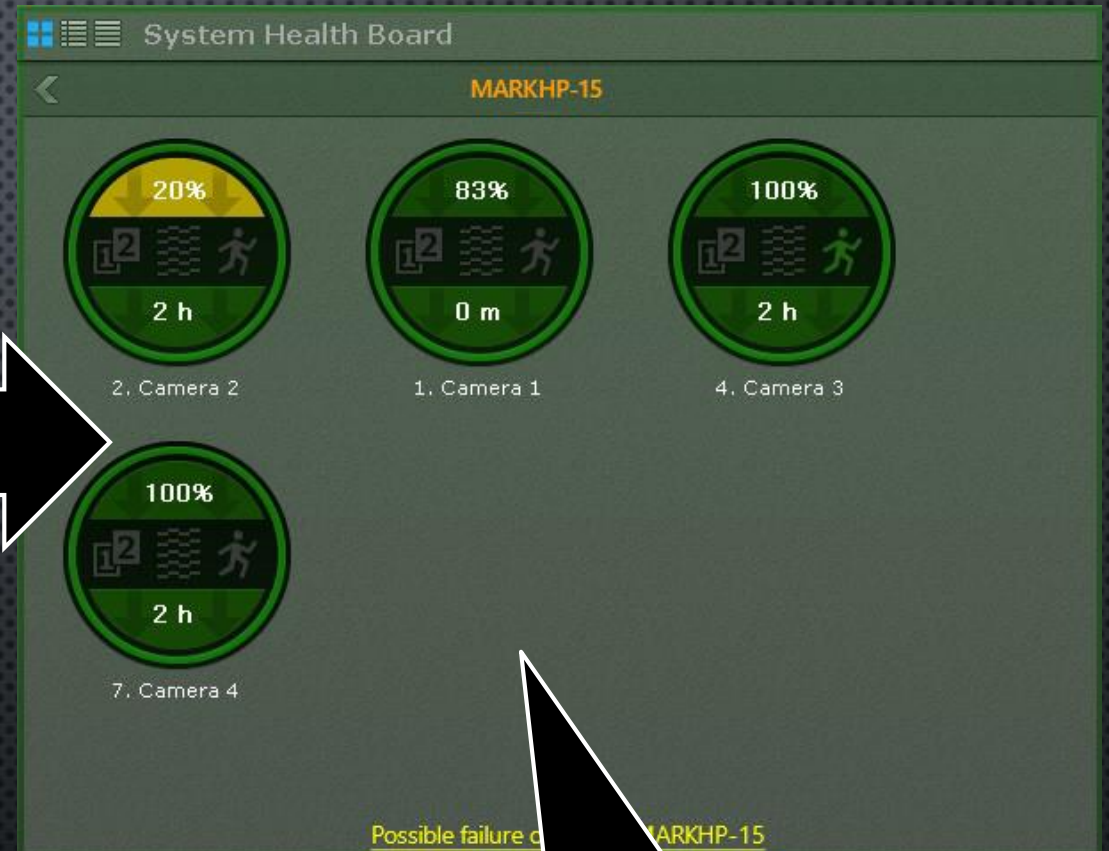 System Health Board
MARKHP-15
20%
2 h
2. Camera 2
83%
0 m
1. Camera 1
100%
2 h
4. Camera 3
100%
2 h
7. Camera 4
Possible failure MARKHP-15